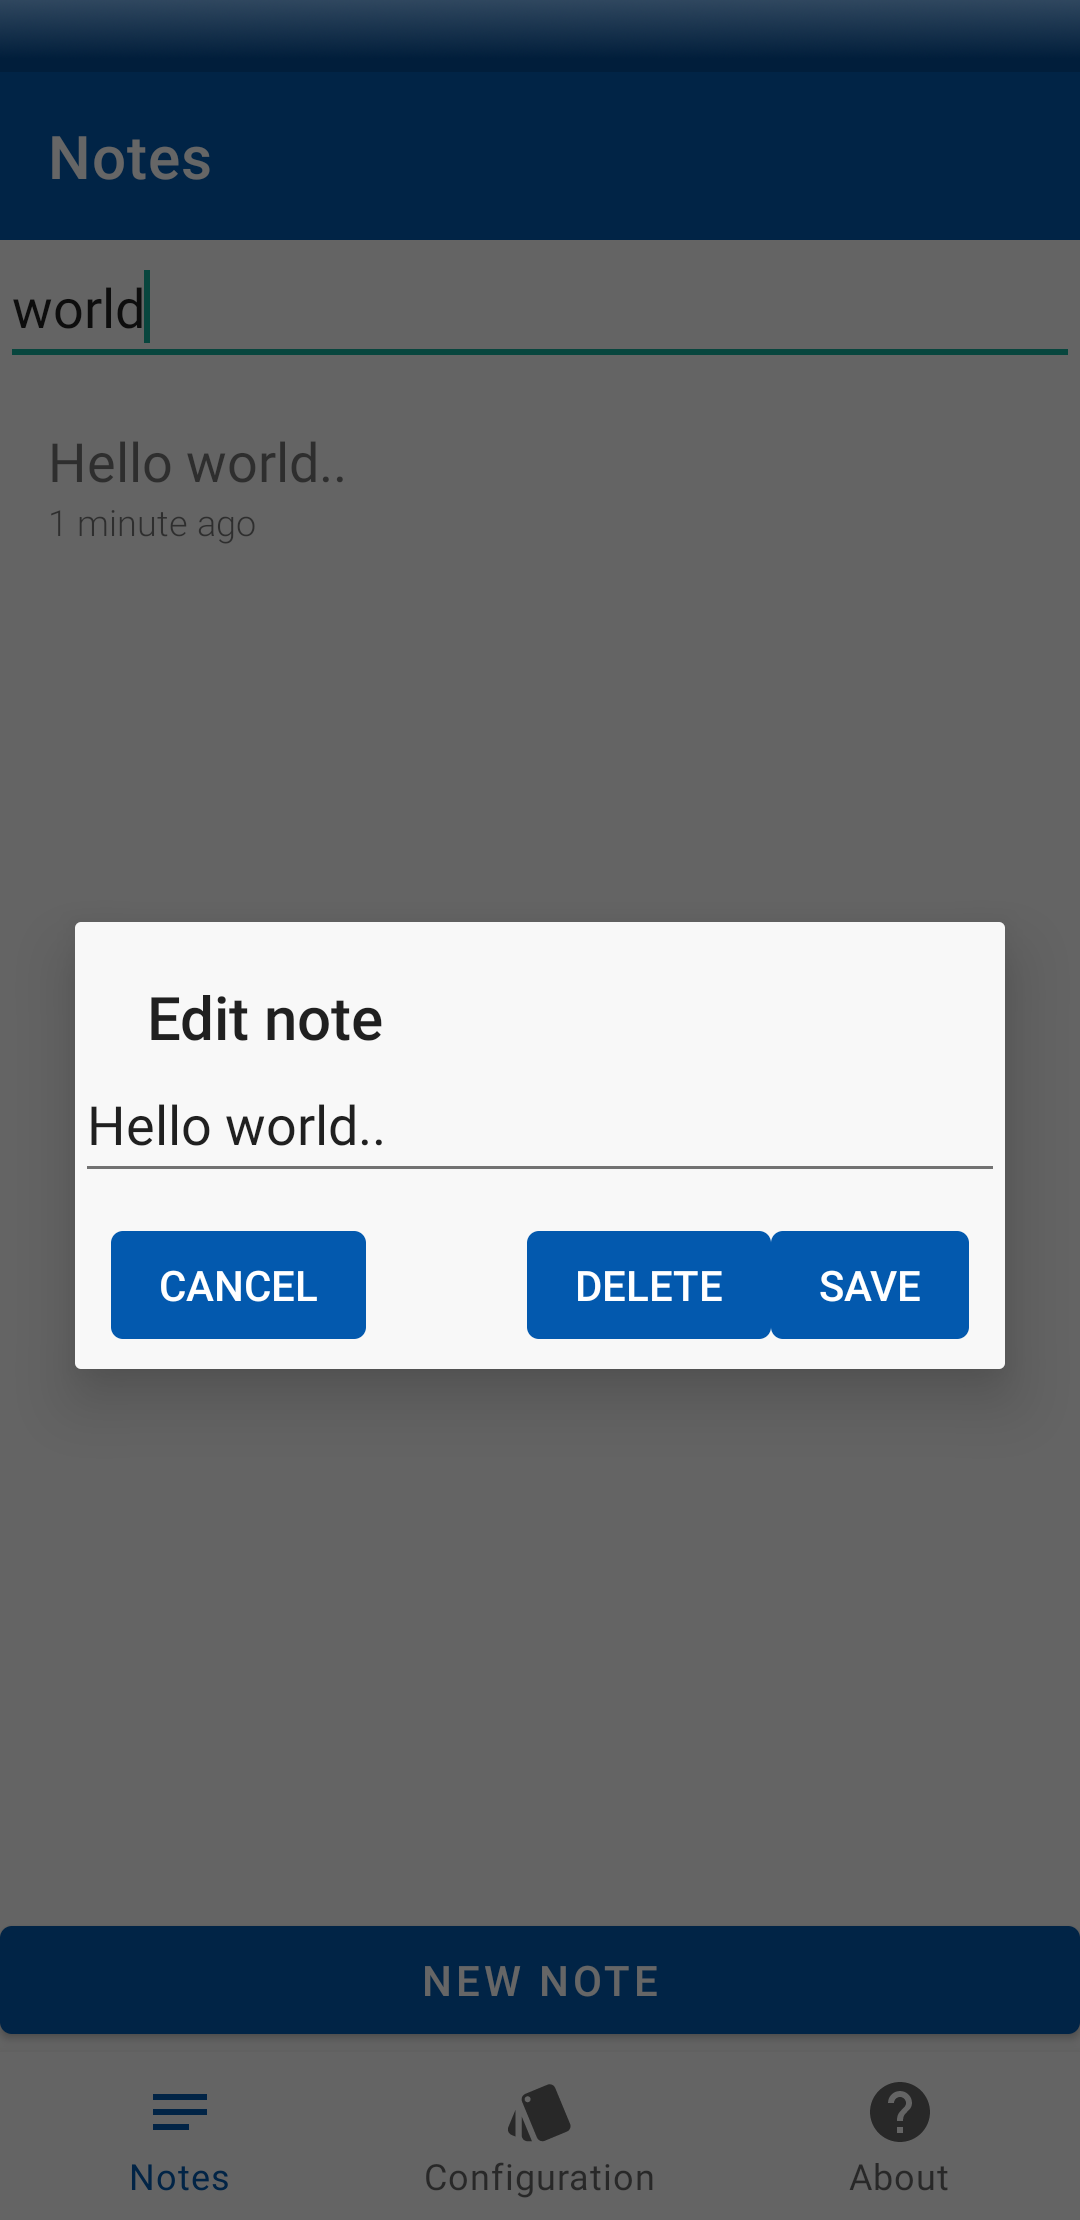 Notes
world
Hello world..
1 minute ago
Edit note
Hello world..
CANCEL DELETE SAVE
NEW NOTE
Notes Configuration About